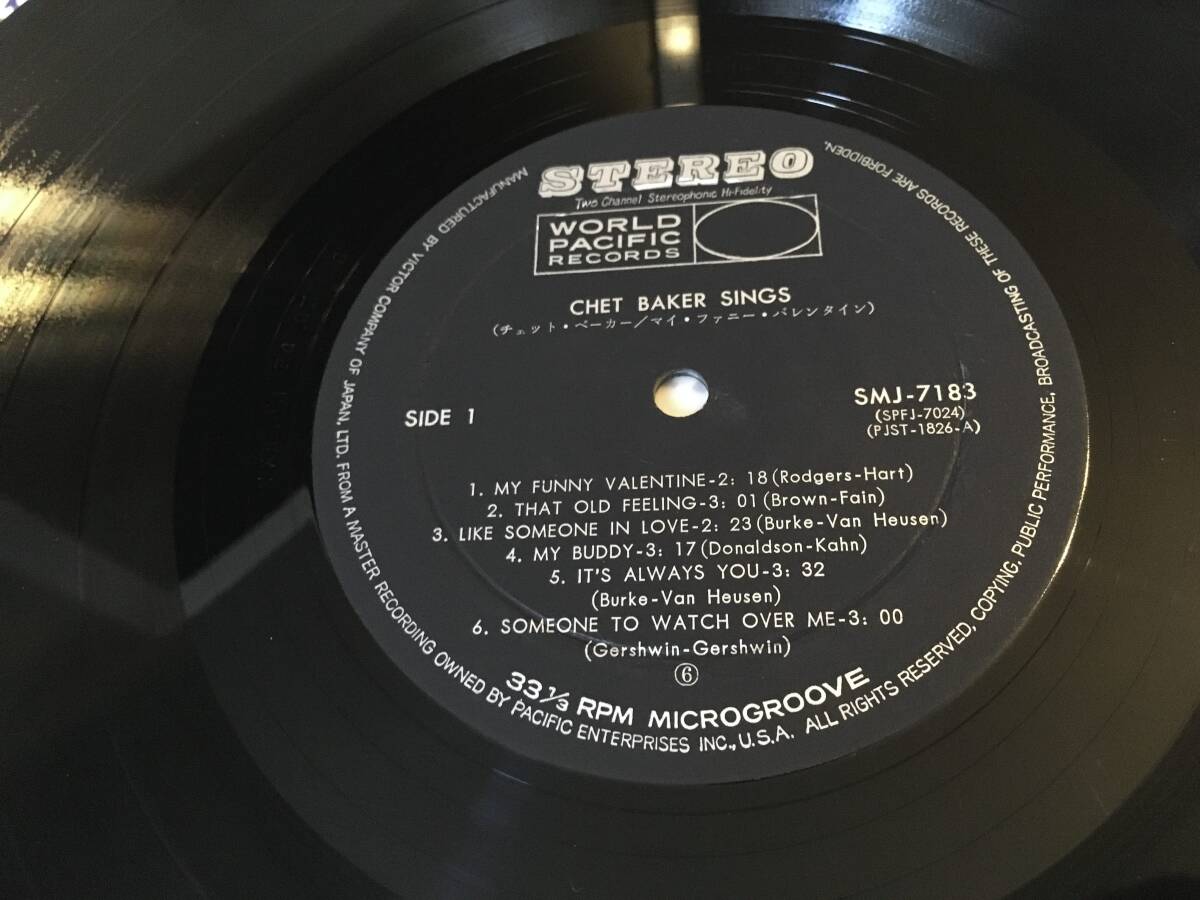 STEREO
Two Channel Stereophonic Hi-Fidelity
WORLD
PACIFIC
RECORDS
CHET BAKER SINGS
(チェット・ベーカー/マイ・ファニー・バレンタイン)
SIDE 1
SMJ-7183
(SPFJ-7024)
(PJST-1826-A)
1. MY FUNNY VALENTINE-2: 18 (Rodgers-Hart)
2. THAT OLD FEELING-3: 01 (Brown-Fain)
3. LIKE SOMEONE IN LOVE-2: 23 (Burke-Van Heusen)
4. MY BUDDY-3: 17 (Donaldson-Kahn)
5. IT'S ALWAYS YOU-3: 32
(Burke-Van Heusen)
6. SOMEONE TO WATCH OVER ME-3: 00
(Gershwin-Gershwin)
⑥
33 1/3 RPM MICROGROOVE
MANUFACTURED BY VICTOR COMPANY OF JAPAN, LTD. FROM A MASTER RECORDING OWNED BY PACIFIC ENTERPRISES INC., U.S.A. ALL RIGHTS RESERVED, COPYING, PUBLIC PERFORMANCE, BROADCASTING OF THESE RECORDS ARE FORBIDDEN.